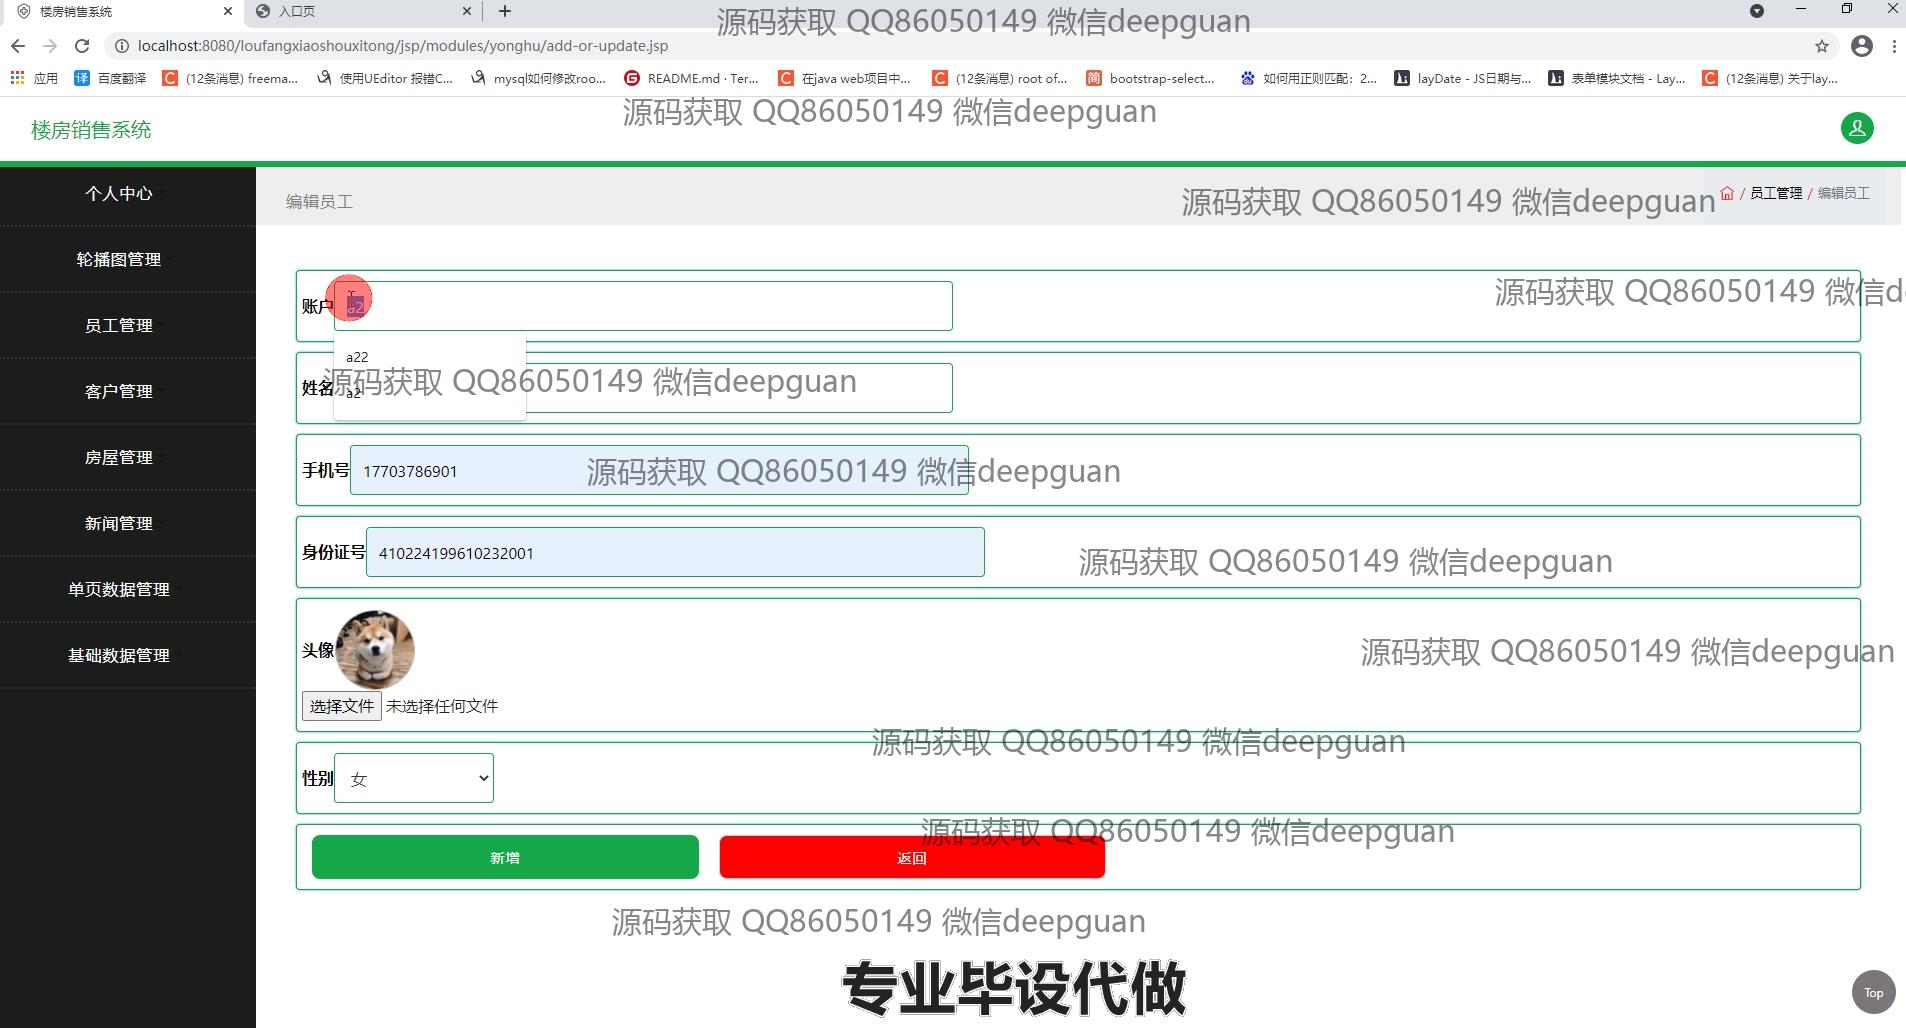 楼房销售系统
入口页
源码获取 QQ86050149 微信deepguan
localhost:8080/loufangxiaoshouxitong/jsp/modules/yonghu/add-or-update.jsp
应用
百度翻译
(12条消息) freema...
使用UEditor 报错C...
mysql如何修改roo...
README.md · Ter...
在java web项目中...
(12条消息) root of...
bootstrap-select...
如何用正则匹配：2...
layDate - JS日期与...
表单模块文档 - Lay...
(12条消息) 关于lay...
源码获取 QQ86050149 微信deepguan
楼房销售系统
个人中心
编辑员工
源码获取 QQ86050149 微信deepguan
/ 员工管理 / 编辑员工
轮播图管理
员工管理
客户管理
房屋管理
新闻管理
单页数据管理
基础数据管理
账户
a2
源码获取 QQ86050149 微信d
a22
a2
姓名
源码获取 QQ86050149 微信deepguan
手机号
17703786901
源码获取 QQ86050149 微信deepguan
身份证号
410224199610232001
源码获取 QQ86050149 微信deepguan
头像
源码获取 QQ86050149 微信deepguan
选择文件 未选择任何文件
源码获取 QQ86050149 微信deepguan
性别
女
源码获取 QQ86050149 微信deepguan
新增
返回
源码获取 QQ86050149 微信deepguan
专业毕设代做
Top